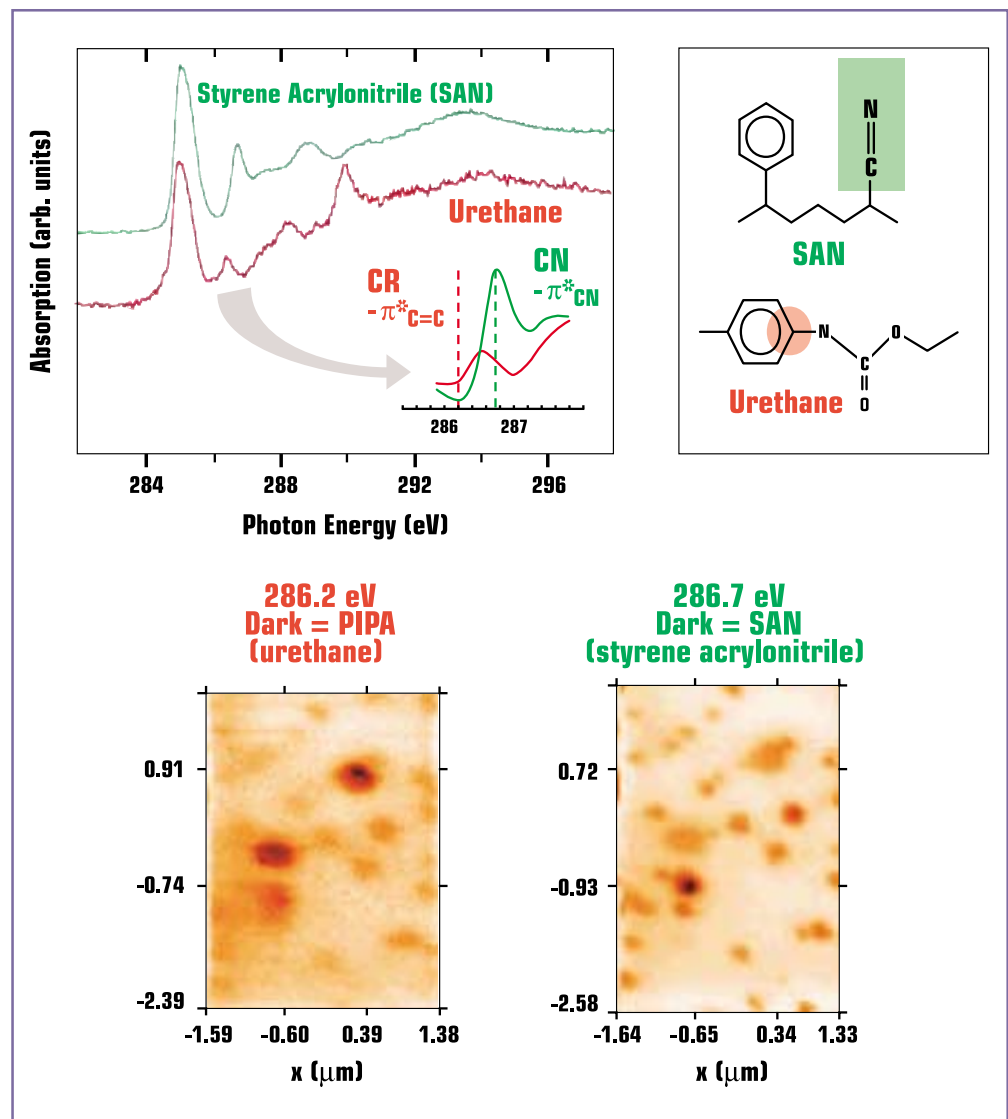 Absorption (arb. units)
Styrene Acrylonitrile (SAN)
Urethane
CR
- π*C=C
CN
- π*CN
286 287
284 288 292 296
Photon Energy (eV)
N
C
SAN
N
O
C
O
Urethane
286.2 eV
Dark = PIPA
(urethane)
0.91
-0.74
-2.39
-1.59 -0.60 0.39 1.38
x (μm)
286.7 eV
Dark = SAN
(styrene acrylonitrile)
0.72
-0.93
-2.58
-1.64 -0.65 0.34 1.33
x (μm)